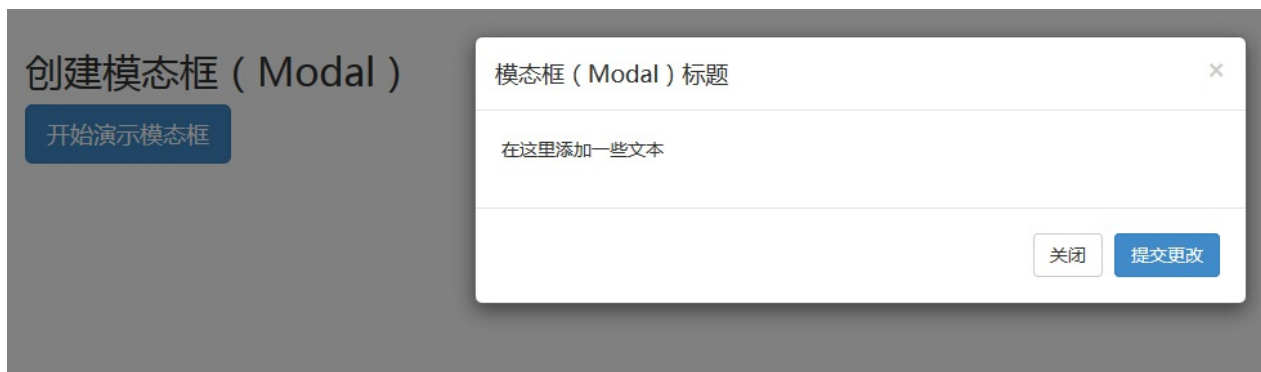 创建模态框（Modal）
开始演示模态框
模态框（Modal）标题
×
在这里添加一些文本
关闭
提交更改